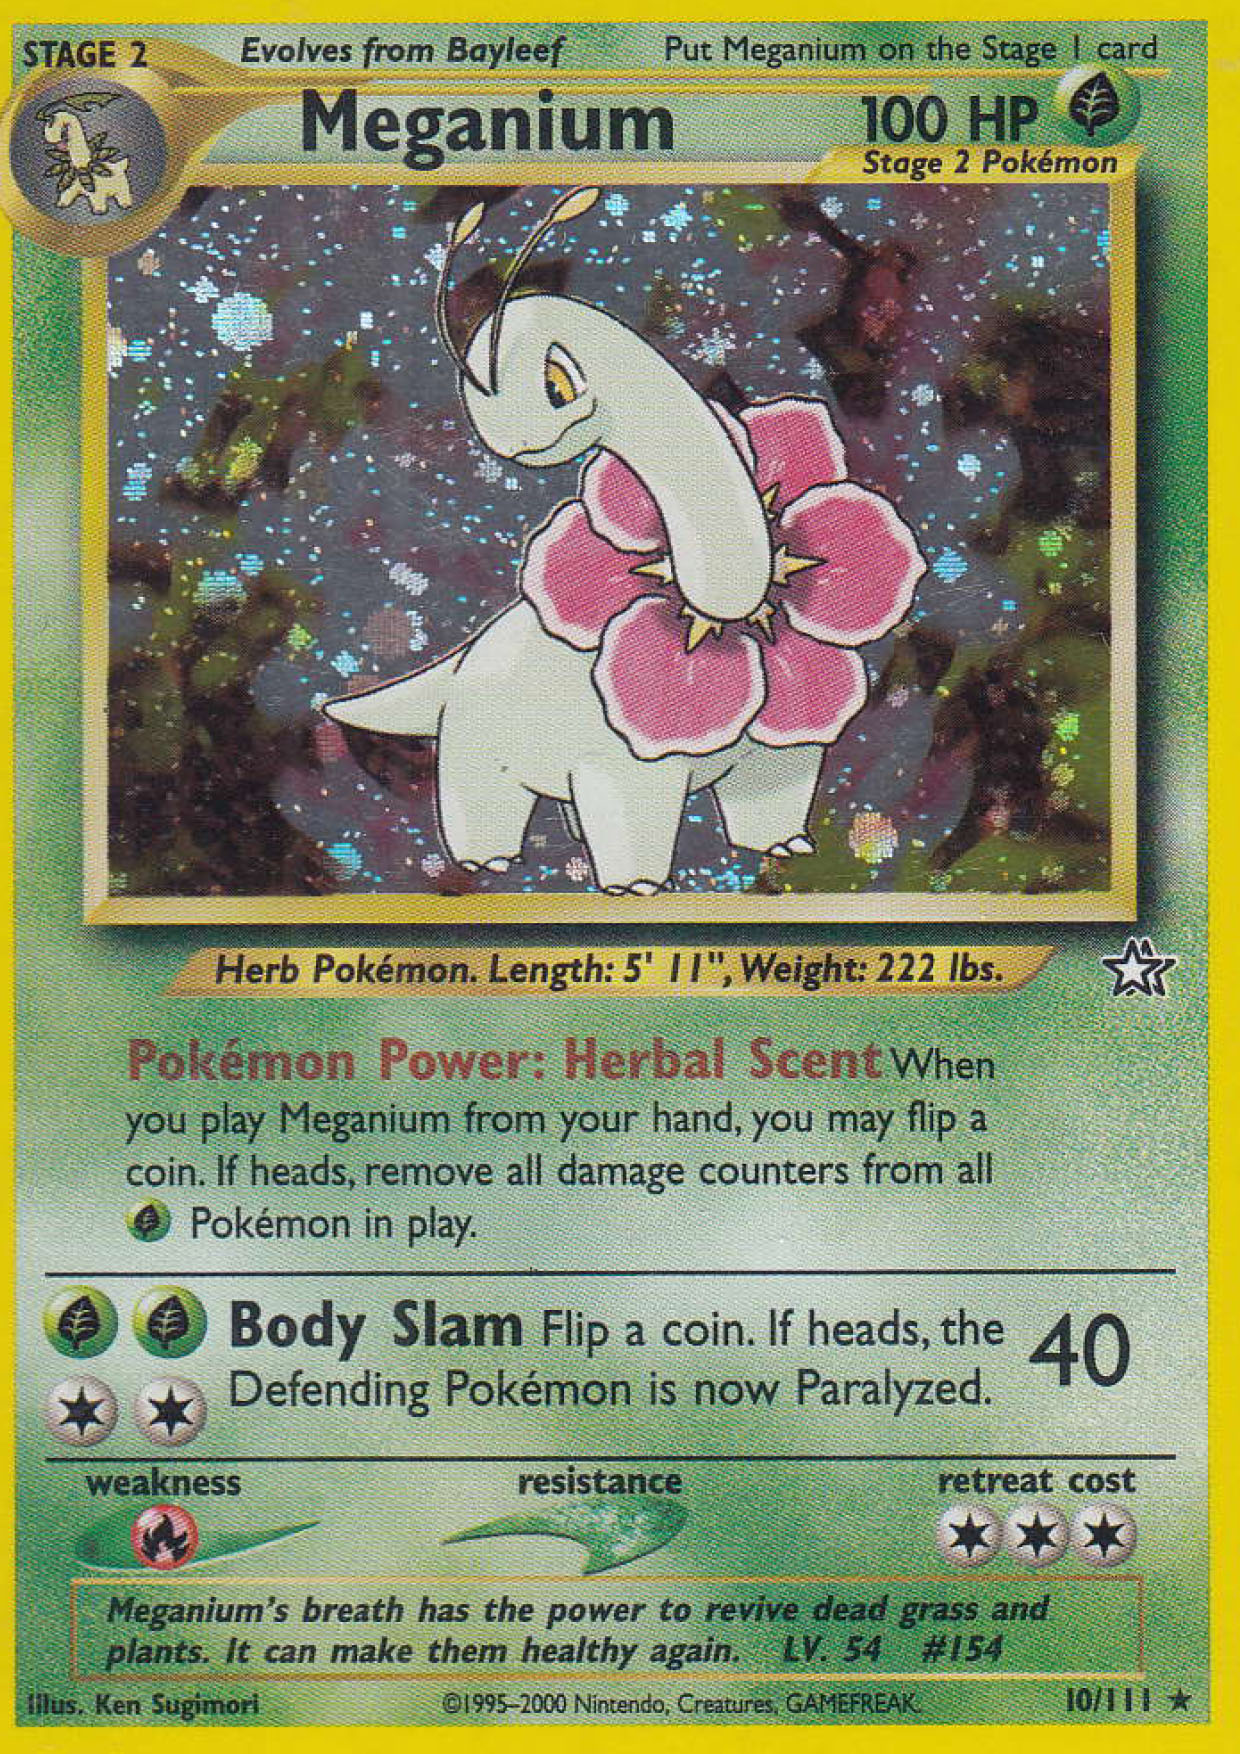 STAGE 2 Evolves from Bayleef Put Meganium on the Stage 1 card
Meganium 100 HP
Stage 2 Pokémon
Herb Pokémon. Length: 5' 11", Weight: 222 lbs.
Pokémon Power: Herbal Scent When
you play Meganium from your hand, you may flip a
coin. If heads, remove all damage counters from all
Pokémon in play.
Body Slam Flip a coin. If heads, the 40
Defending Pokémon is now Paralyzed.
weakness resistance retreat cost
Meganium's breath has the power to revive dead grass and
plants. It can make them healthy again. LV. 54 #154
Illus. Ken Sugimori ©1995–2000 Nintendo, Creatures, GAMEFREAK. 10/111 ★